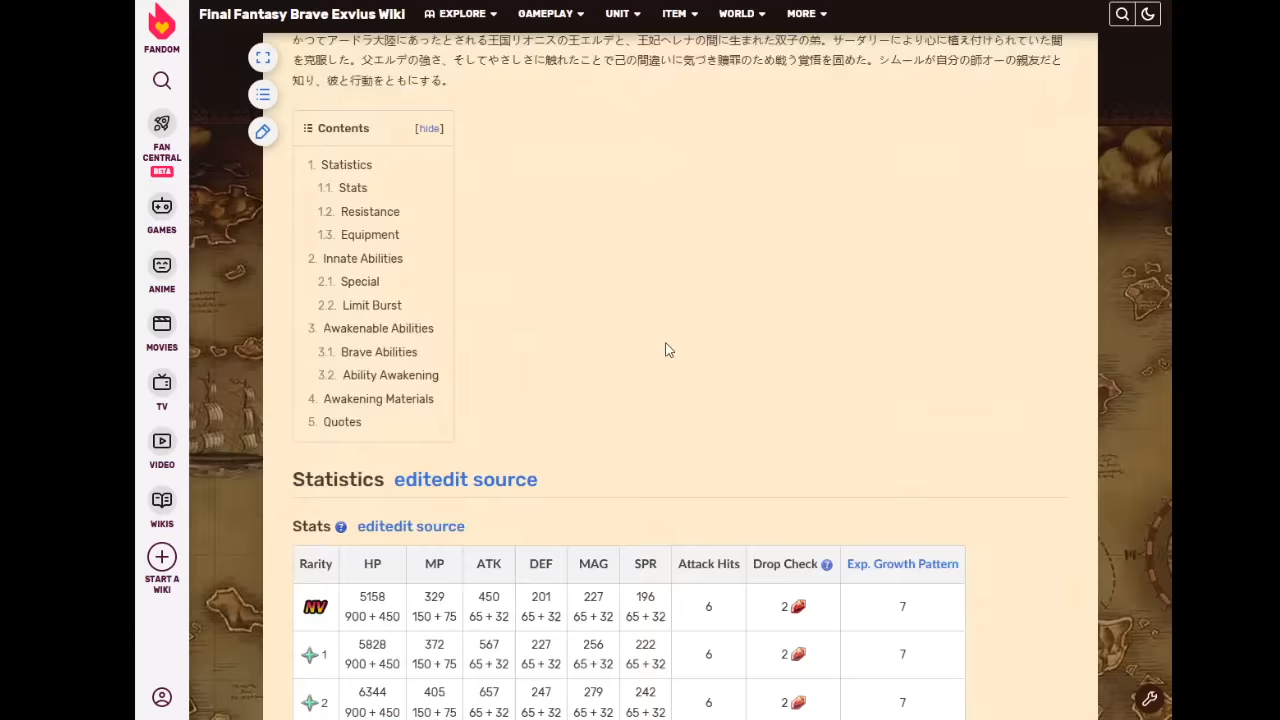 Final Fantasy Brave Exvius Wiki
EXPLORE
GAMEPLAY
UNIT
ITEM
WORLD
MORE
FANDOM
FAN CENTRAL
BETA
GAMES
ANIME
MOVIES
TV
VIDEO
WIKIS
START A WIKI
かつてアードラ大陸にあったとされる王国リオニスの王エルデと、王妃ヘレナの間に生まれた双子の弟。サーダリーにより心に植え付けられていた闇
を克服した。父エルデの強さ、そしてやさしさに触れたことで己の間違いに気づき贖罪のため戦う覚悟を固めた。シムールが自分の師オーの親友だと
知り、彼と行動をともにする。
Contents [hide]
1. Statistics
1.1. Stats
1.2. Resistance
1.3. Equipment
2. Innate Abilities
2.1. Special
2.2. Limit Burst
3. Awakenable Abilities
3.1. Brave Abilities
3.2. Ability Awakening
4. Awakening Materials
5. Quotes
Statistics editedit source
Stats ? editedit source
Rarity HP MP ATK DEF MAG SPR Attack Hits Drop Check ? Exp. Growth Pattern
NV 5158 329 450 201 227 196 6 2 7
900 + 450 150 + 75 65 + 32 65 + 32 65 + 32 65 + 32
1 5828 372 567 227 256 222 6 2 7
900 + 450 150 + 75 65 + 32 65 + 32 65 + 32 65 + 32
2 6344 405 657 247 279 242 6 2 7
900 + 450 150 + 75 65 + 32 65 + 32 65 + 32 65 + 32